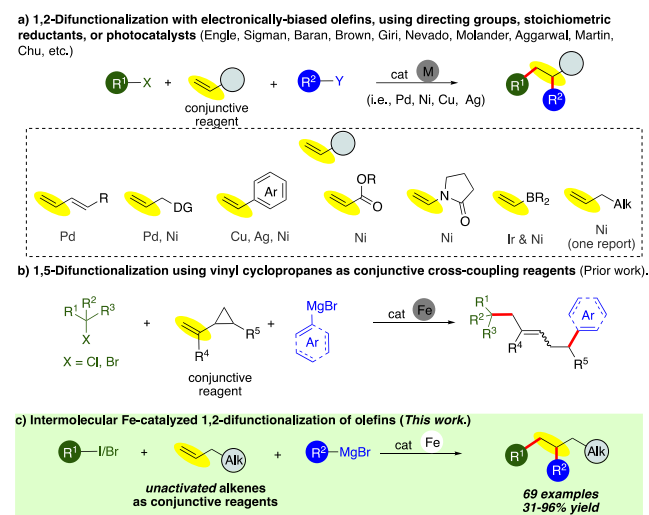 a) 1,2-Difunctionalization with electronically-biased olefins, using directing groups, stoichiometric
reductants, or photocatalysts (Engle, Sigman, Baran, Brown, Giri, Nevado, Molander, Aggarwal, Martin,
Chu, etc.)
R1 X + + R2 Y cat M R1 R2
conjunctive
reagent
(i.e., Pd, Ni, Cu, Ag)
R DG Ar OR O N O BR2 Alk
Pd Pd, Ni Cu, Ag, Ni Ni Ni Ir & Ni Ni
(one report)
b) 1,5-Difunctionalization using vinyl cyclopropanes as conjunctive cross-coupling reagents (Prior work).
R1 R2 R3 X + R4 R5 + MgBr Ar cat Fe R1 R2 R3 R4 R5 Ar
X = Cl, Br
conjunctive
reagent
c) Intermolecular Fe-catalyzed 1,2-difunctionalization of olefins (This work.)
R1 I/Br + Alk + R2 MgBr cat Fe R1 R2 Alk
unactivated alkenes
as conjunctive reagents
69 examples
31-96% yield